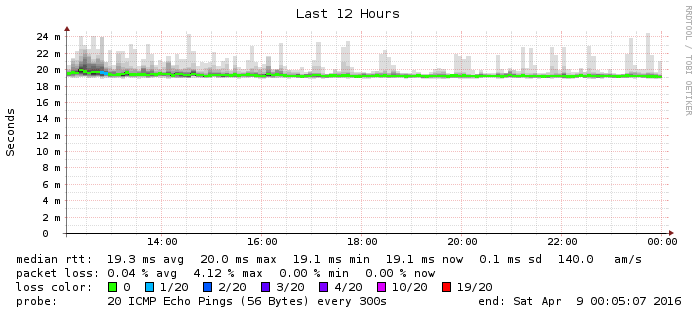 Last 12 Hours
RRDTOOL / TOBI OETIKER
Seconds
24 m
22 m
20 m
18 m
16 m
14 m
12 m
10 m
8 m
6 m
4 m
2 m
0
14:00 16:00 18:00 20:00 22:00 00:00
median rtt: 19.3 ms avg 20.0 ms max 19.1 ms min 19.1 ms now 0.1 ms sd 140.0 am/s
packet loss: 0.04 % avg 4.12 % max 0.00 % min 0.00 % now
loss color: 0 1/20 2/20 3/20 4/20 10/20 19/20
probe: 20 ICMP Echo Pings (56 Bytes) every 300s end: Sat Apr 9 00:05:07 2016